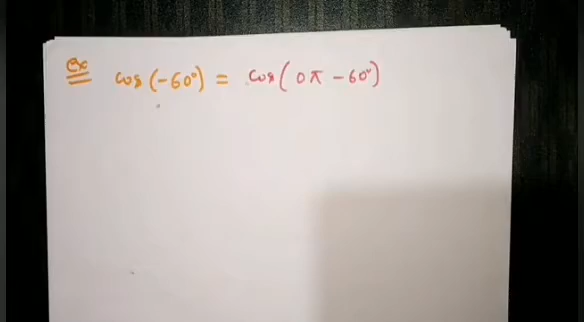 Ex cos (-60°) = cos ( 0π - 60°)